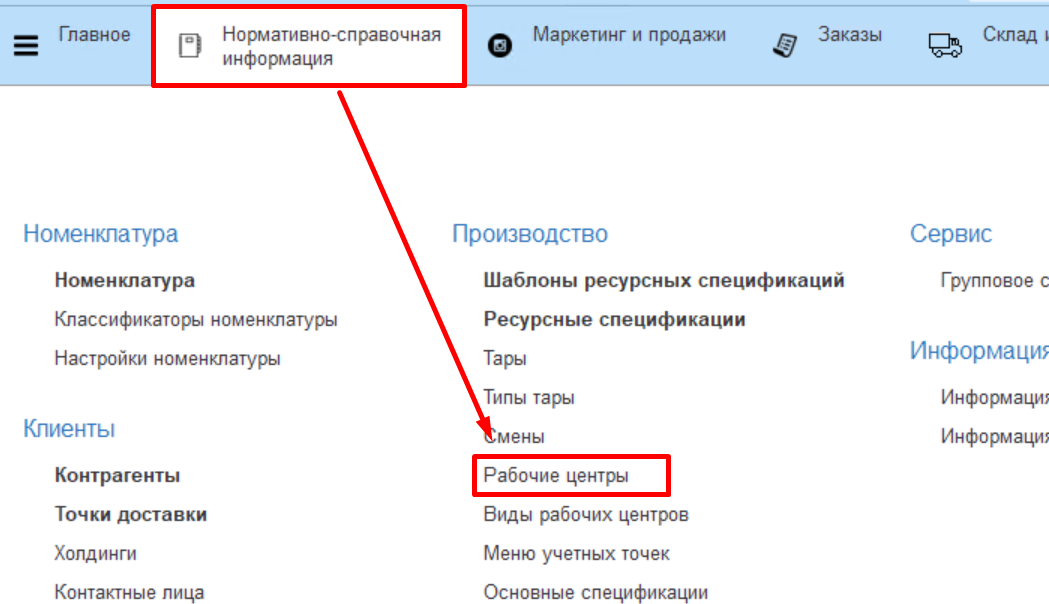 Главное
Нормативно-справочная
информация
Маркетинг и продажи
Заказы
Склад и
Номенклатура
Номенклатура
Классификаторы номенклатуры
Настройки номенклатуры
Клиенты
Контрагенты
Точки доставки
Холдинги
Контактные лица
Производство
Шаблоны ресурсных спецификаций
Ресурсные спецификации
Тары
Типы тары
Смены
Рабочие центры
Виды рабочих центров
Меню учетных точек
Основные спецификации
Сервис
Групповое с
Информация
Информация
Информация